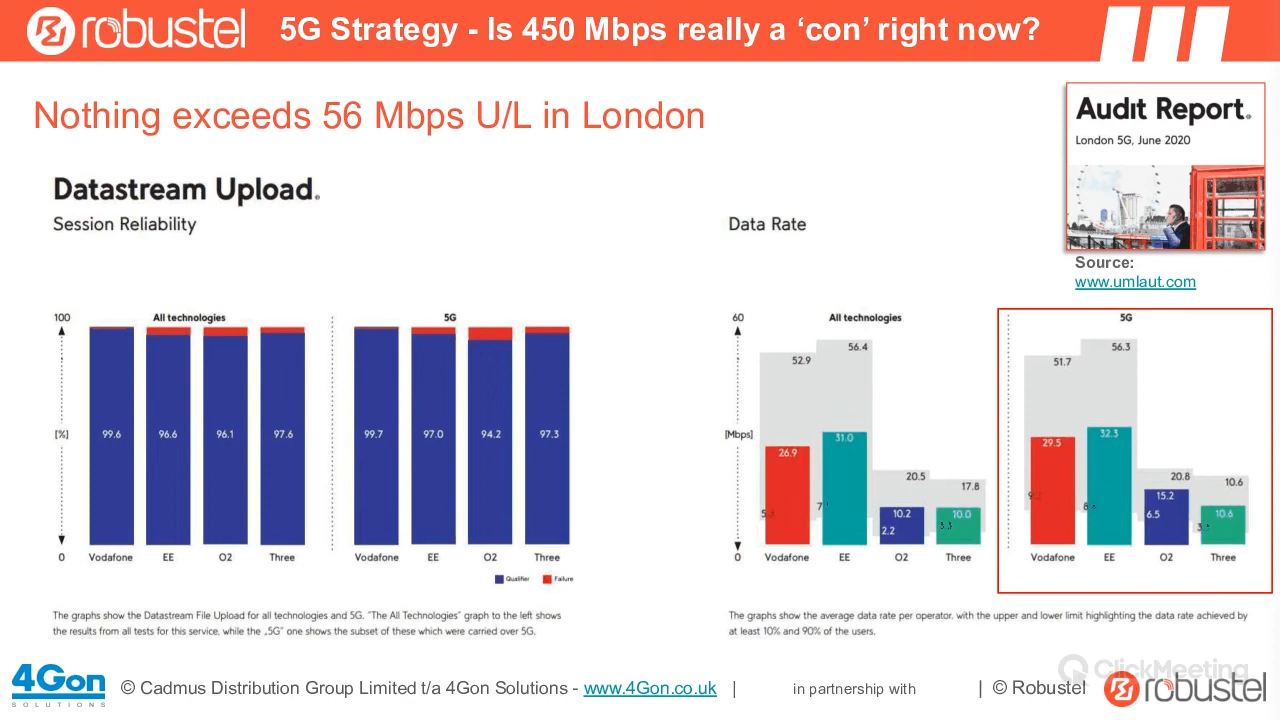 robustel
5G Strategy - Is 450 Mbps really a ‘con’ right now?
Nothing exceeds 56 Mbps U/L in London
Audit Report.
London 5G, June 2020
Source:
www.umlaut.com
Datastream Upload.
Session Reliability
100
All technologies
5G
[%]
99.6
96.6
96.1
97.6
99.7
97.0
94.2
97.3
0
Vodafone
EE
O2
Three
Vodafone
EE
O2
Three
Qualifier
Failure
The graphs show the Datastream File Upload for all technologies and 5G. "The All Technologies" graph to the left shows
the results from all tests for this service, while the „5G" one shows the subset of these which were carried over 5G.
Data Rate
60
All technologies
5G
52.9
56.4
20.5
17.8
51.7
56.3
20.8
10.6
[Mbps]
26.9
31.0
10.2
10.0
29.5
32.3
15.2
10.6
2.2
6.5
0
Vodafone
EE
O2
Three
Vodafone
EE
O2
Three
The graphs show the average data rate per operator, with the upper and lower limit highlighting the data rate achieved by
at least 10% and 90% of the users.
4Gon
SOLUTIONS
© Cadmus Distribution Group Limited t/a 4Gon Solutions - www.4Gon.co.uk |
in partnership with
| © Robustel
ClickMeeting
robustel